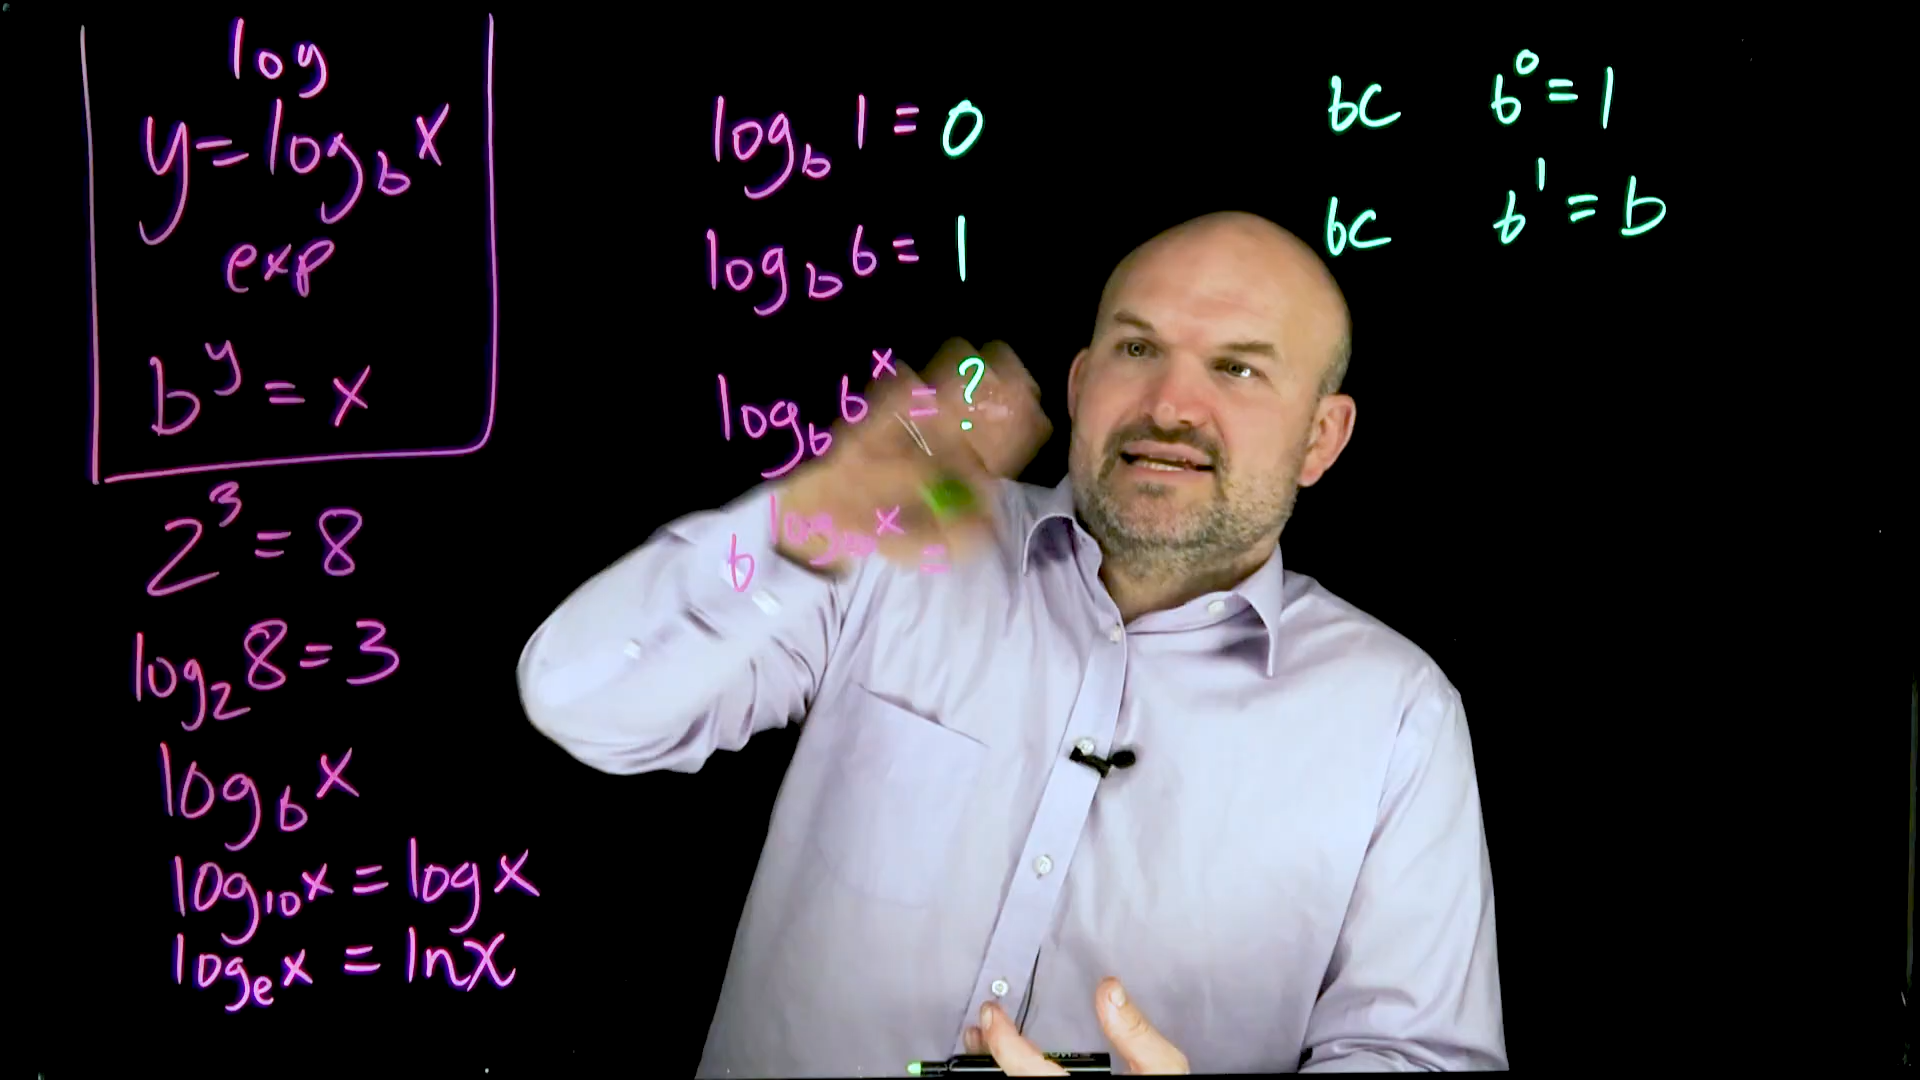 log
y = log_b x
exp
b^y = x
2^3 = 8
log_2 8 = 3
log_b x
log_10 x = log x
log_e x = ln x
log_b 1 = 0
log_b b = 1
log_b b^x = ?
bc b^0 = 1
bc b^1 = b